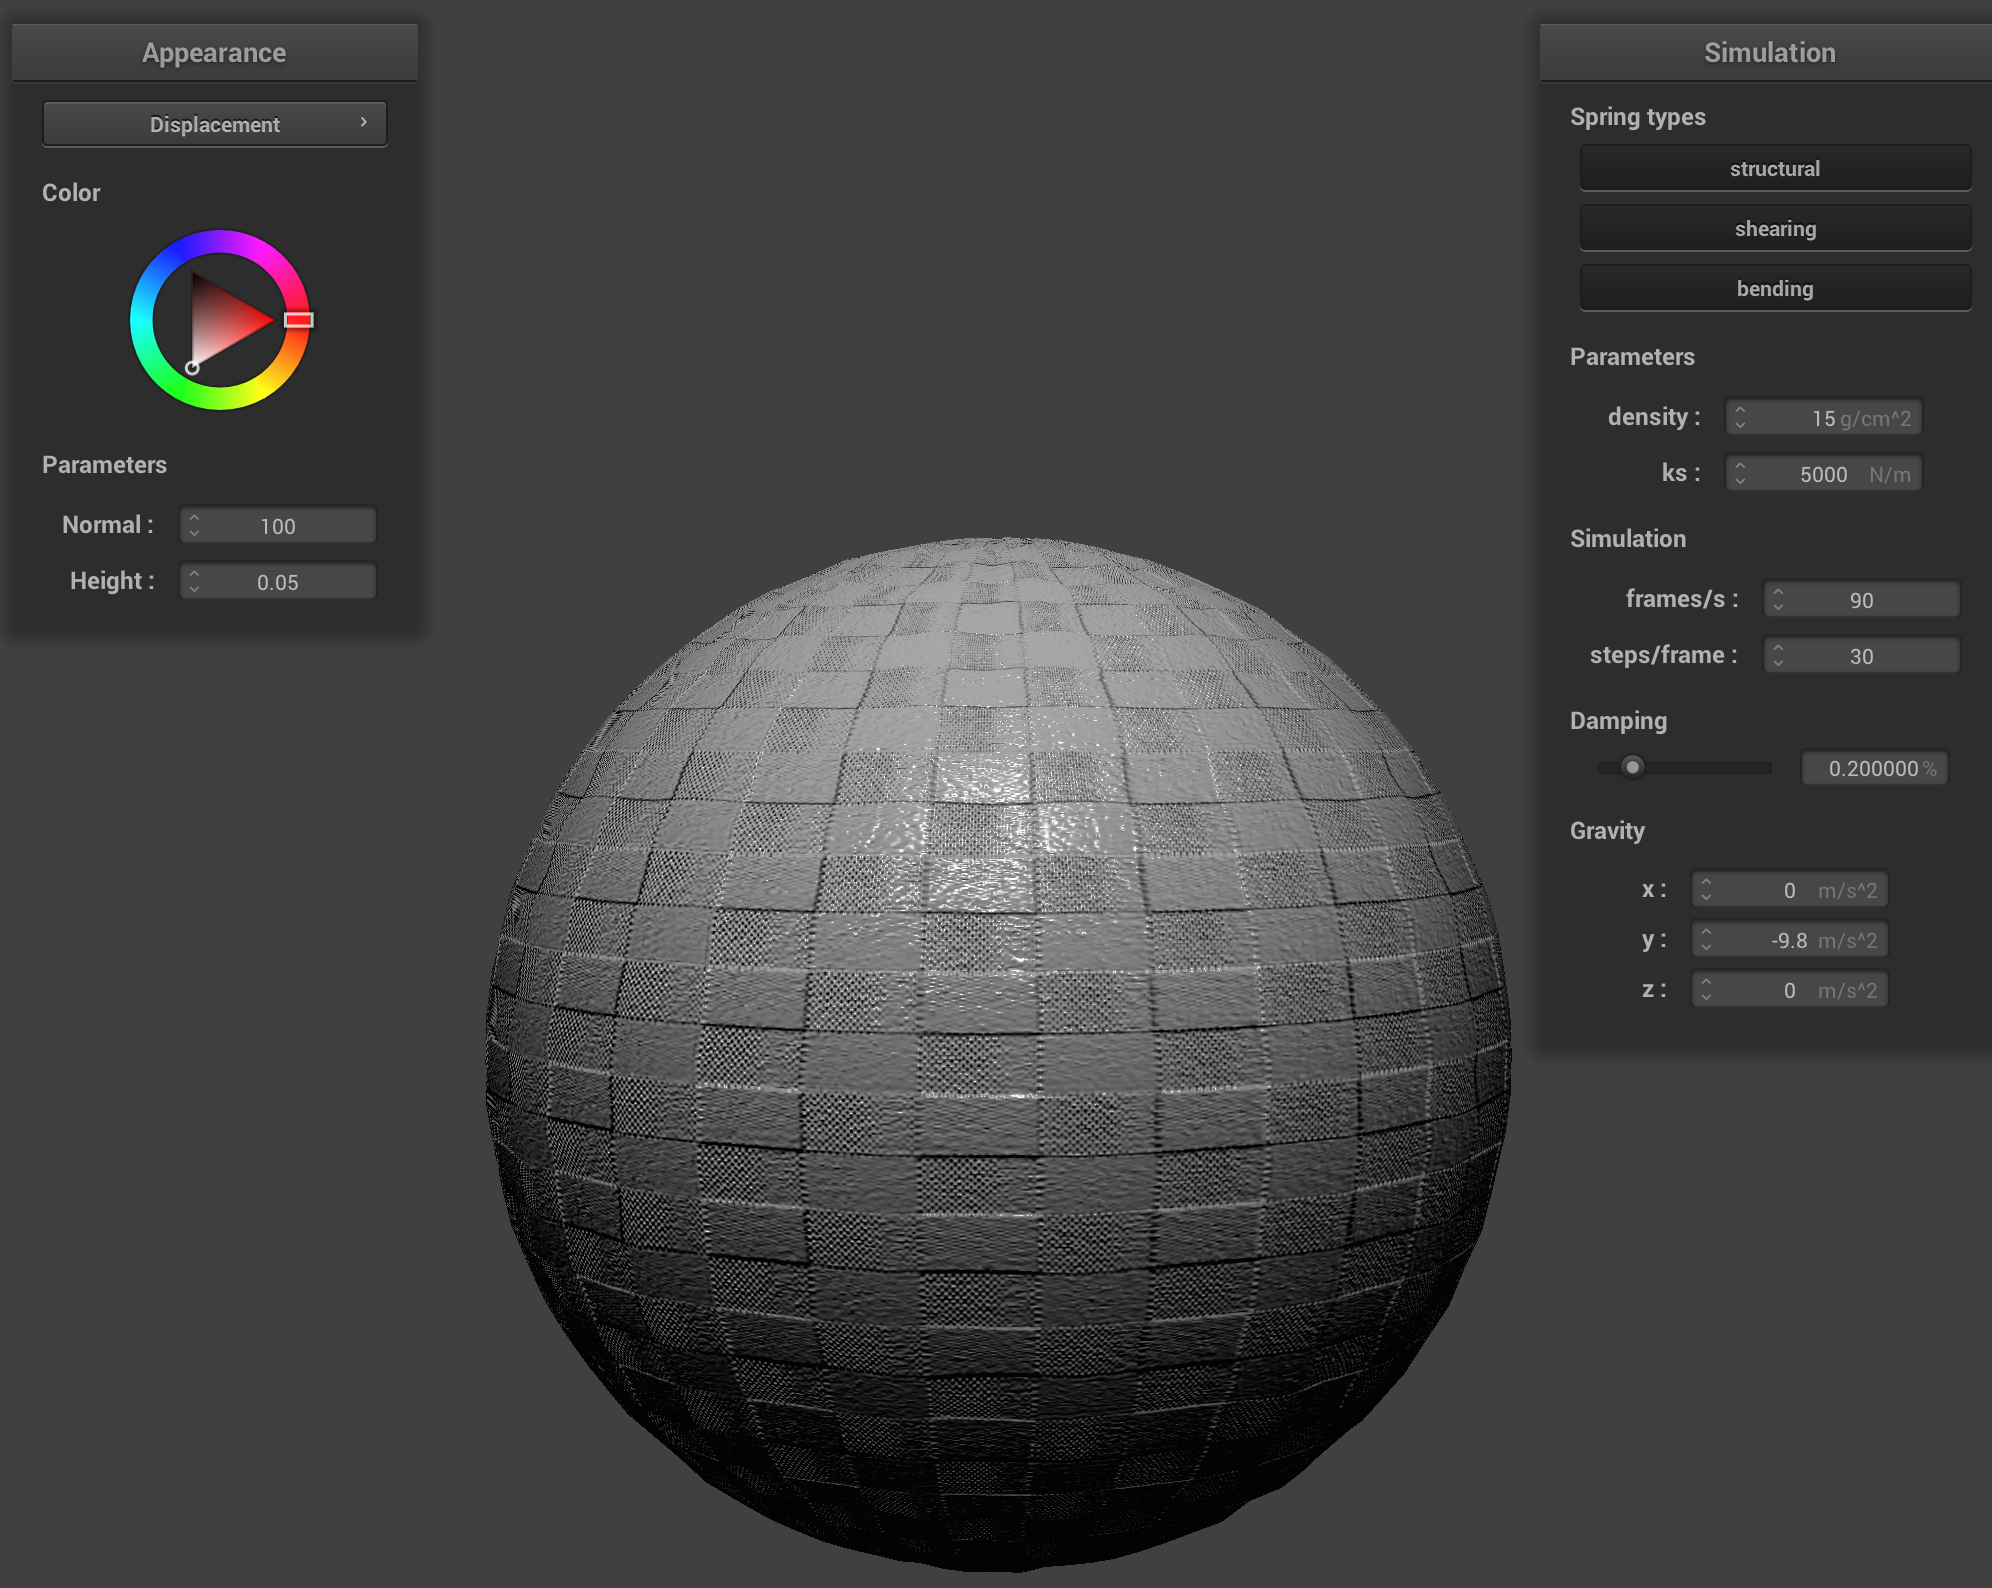 Appearance
Displacement
Color
Parameters
Normal : 100
Height : 0.05
Simulation
Spring types
structural
shearing
bending
Parameters
density : 15 g/cm^2
ks : 5000 N/m
Simulation
frames/s : 90
steps/frame : 30
Damping
0.200000 %
Gravity
x : 0 m/s^2
y : -9.8 m/s^2
z : 0 m/s^2